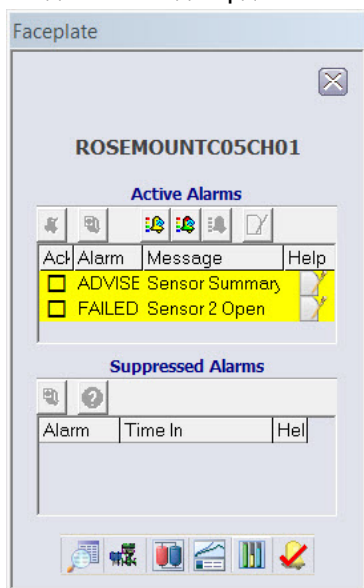 Faceplate
ROSEMOUNTC05CH01
Active Alarms
Ack Alarm Message Help
ADVISE Sensor Summary
FAILED Sensor 2 Open
Suppressed Alarms
Alarm Time In Hel